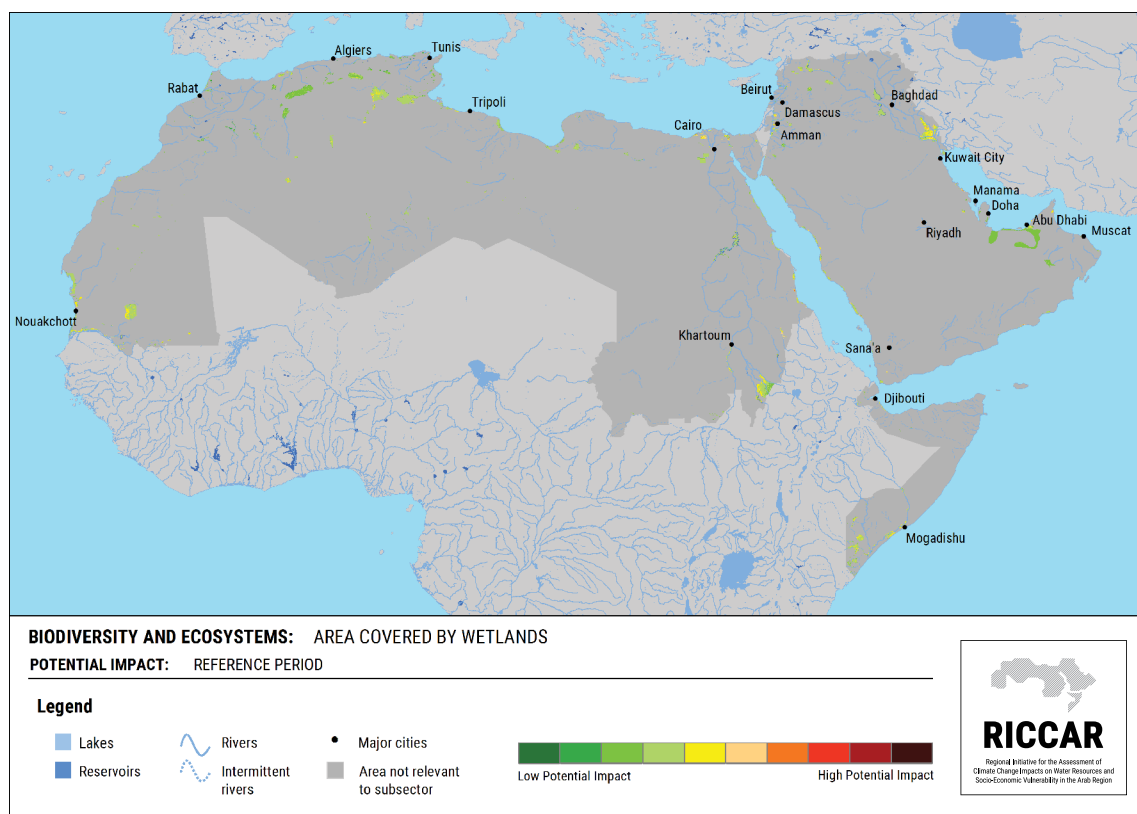 Algiers
Tunis
Rabat
Tripoli
Beirut
Damascus
Baghdad
Cairo
Amman
Kuwait City
Manama
Doha
Abu Dhabi
Muscat
Riyadh
Nouakchott
Khartoum
Sana'a
Djibouti
Mogadishu
BIODIVERSITY AND ECOSYSTEMS: AREA COVERED BY WETLANDS
POTENTIAL IMPACT: REFERENCE PERIOD
Legend
Lakes
Reservoirs
Rivers
Intermittent
rivers
Major cities
Area not relevant
to subsector
Low Potential Impact
High Potential Impact
RICCAR
Regional Initiative for the Assessment of
Climate Change Impacts on Water Resources and
Socio-Economic Vulnerability in the Arab Region